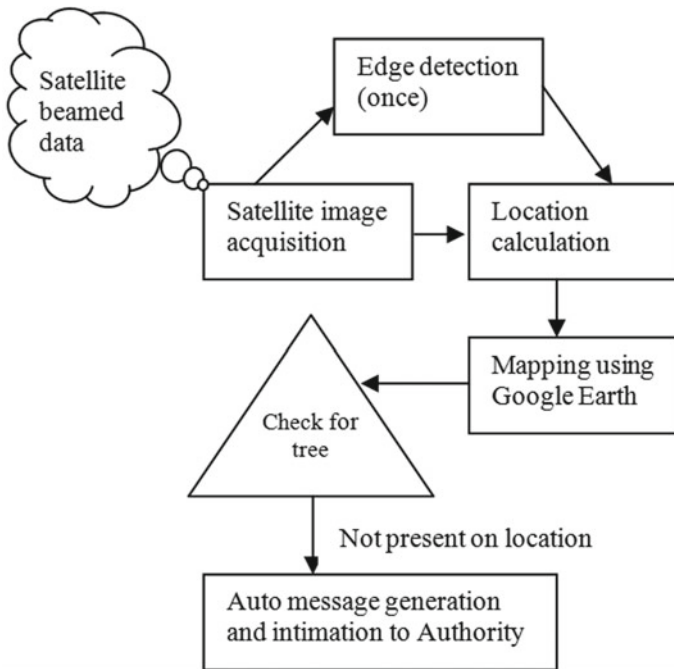 Satellite
beamed
data
Edge detection
(once)
Satellite image
acquisition
Location
calculation
Mapping using
Google Earth
Check for
tree
Not present on location
Auto message generation
and intimation to Authority